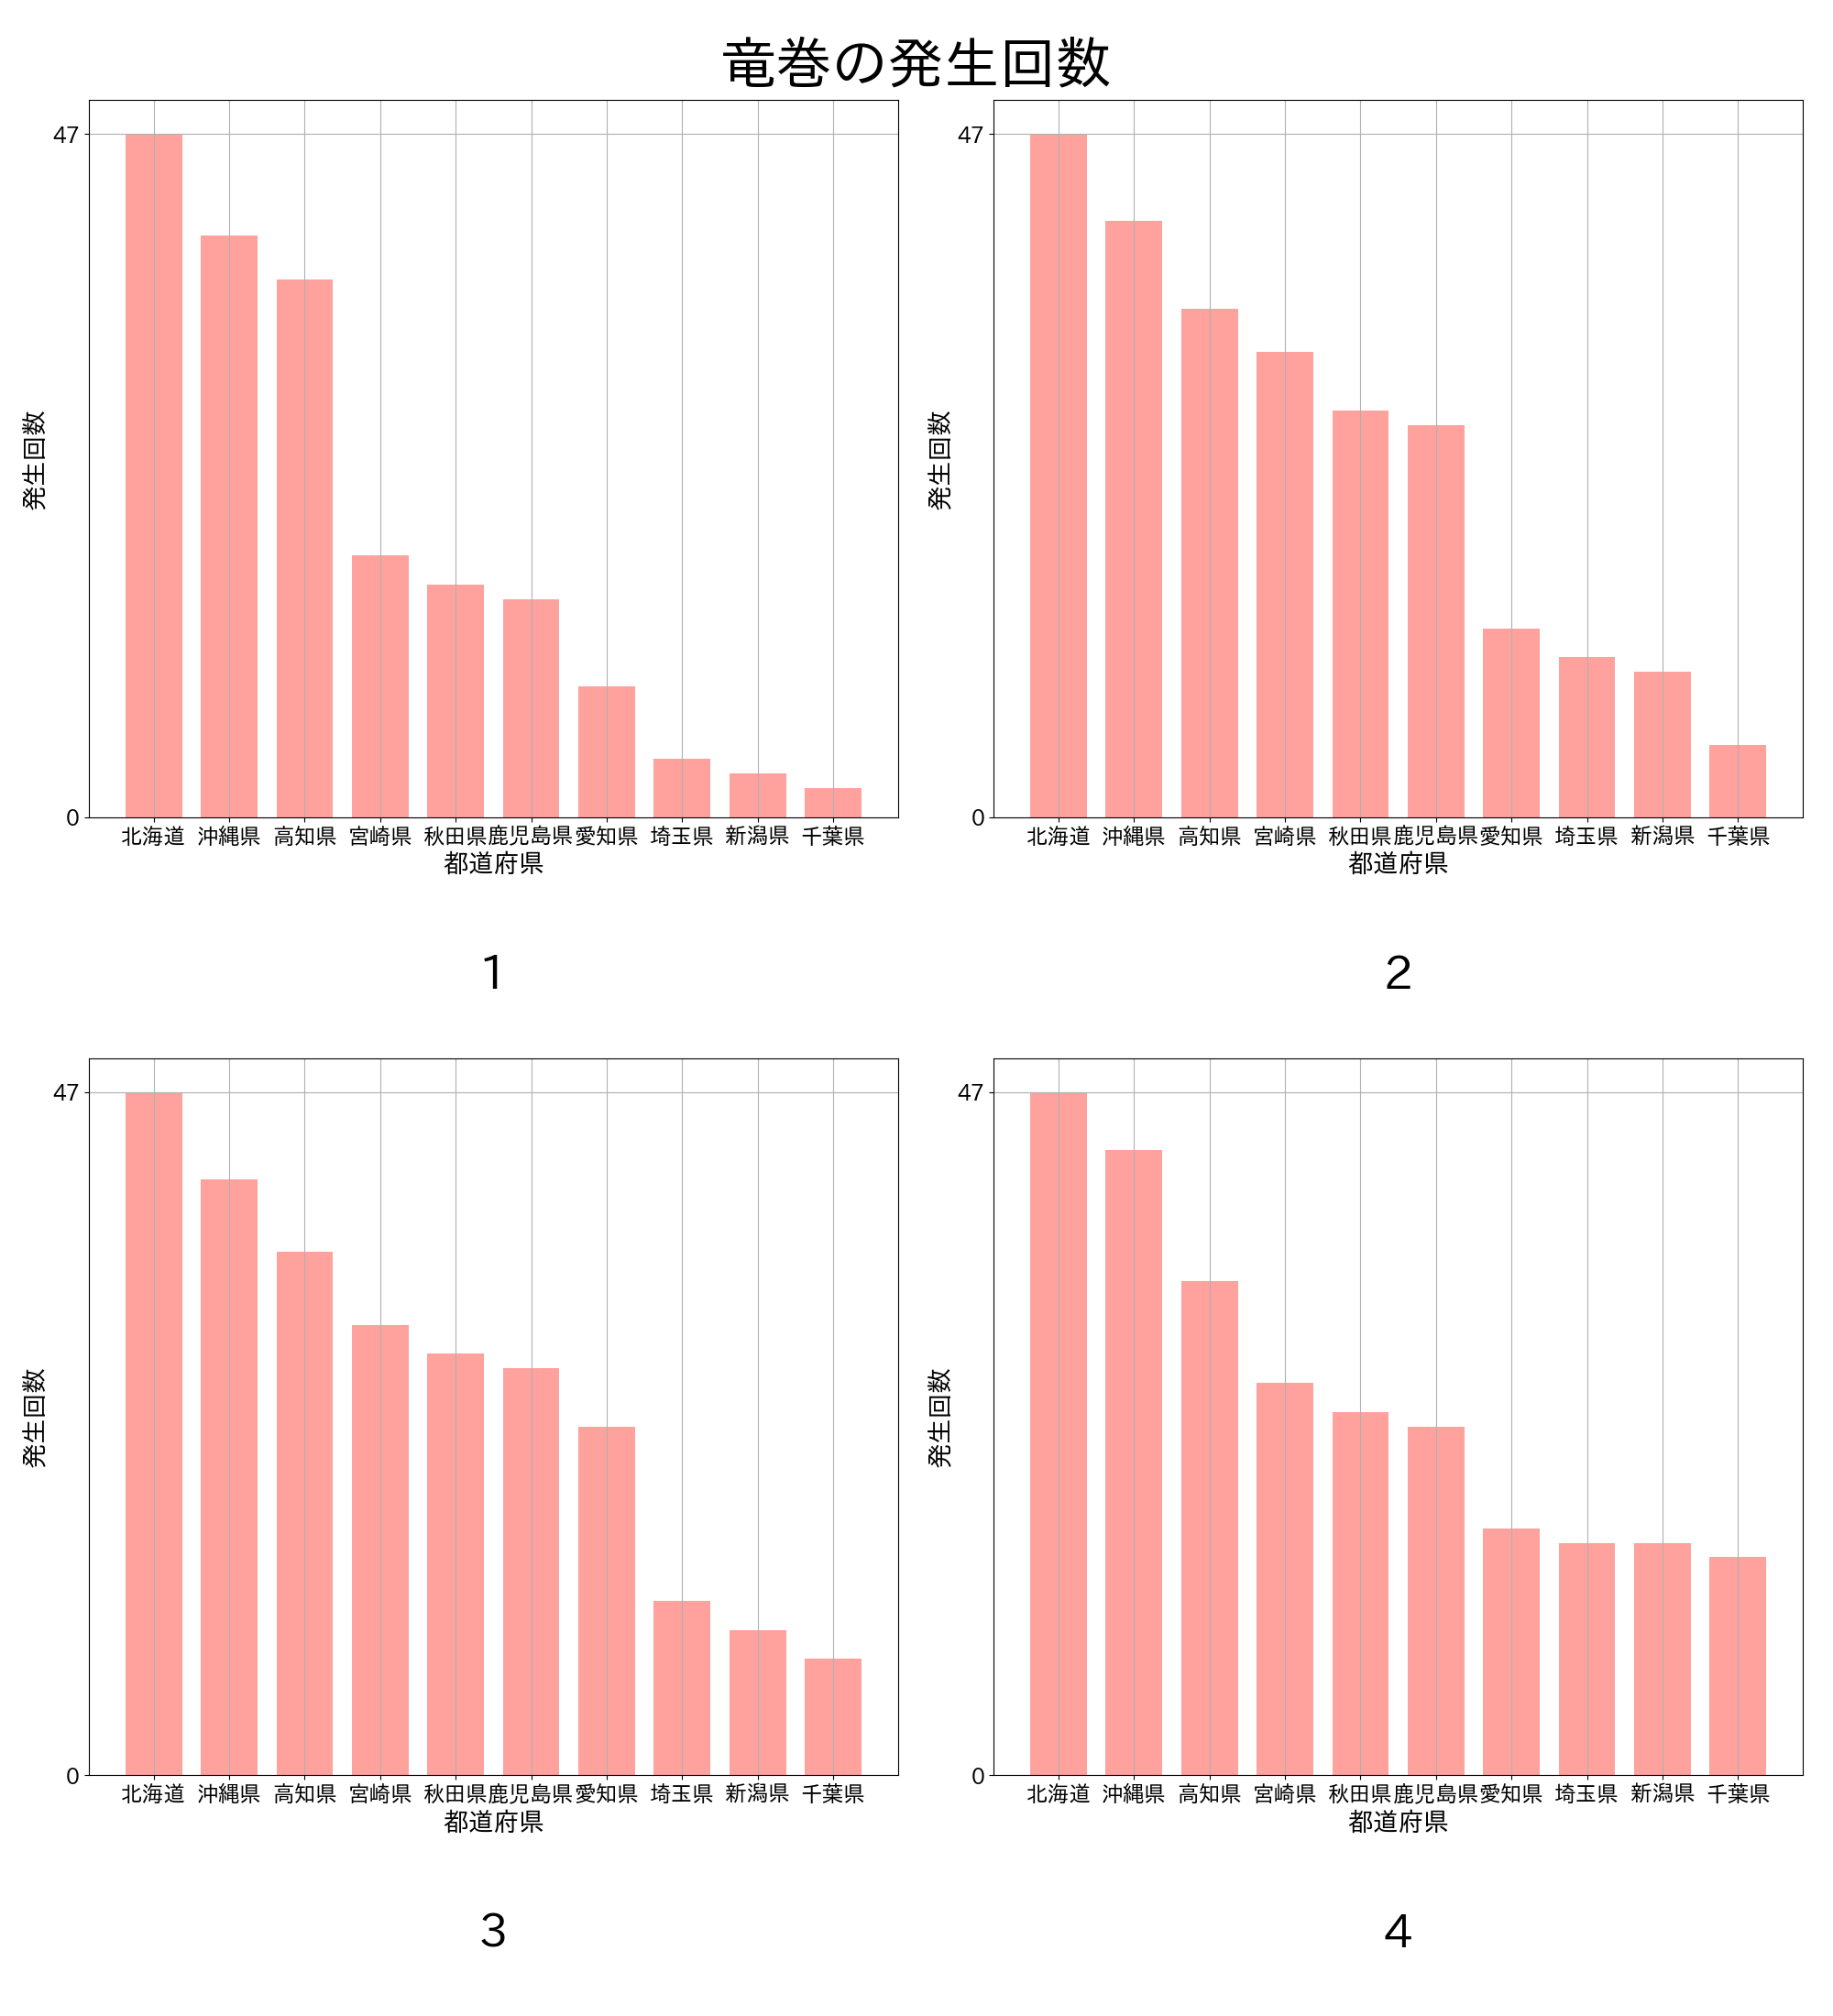 竜巻の発生回数
47
0
発生回数
北海道 沖縄県 高知県 宮崎県 秋田県 鹿児島県 愛知県 埼玉県 新潟県 千葉県
都道府県
1
47
0
発生回数
北海道 沖縄県 高知県 宮崎県 秋田県 鹿児島県 愛知県 埼玉県 新潟県 千葉県
都道府県
2
47
0
発生回数
北海道 沖縄県 高知県 宮崎県 秋田県 鹿児島県 愛知県 埼玉県 新潟県 千葉県
都道府県
3
47
0
発生回数
北海道 沖縄県 高知県 宮崎県 秋田県 鹿児島県 愛知県 埼玉県 新潟県 千葉県
都道府県
4